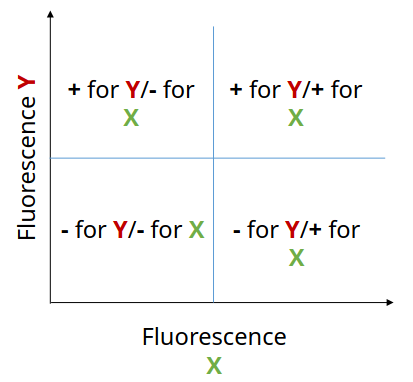 Fluorescence Y
+ for Y/- for
X
+ for Y/+ for
X
- for Y/- for X
- for Y/+ for
X
Fluorescence
X